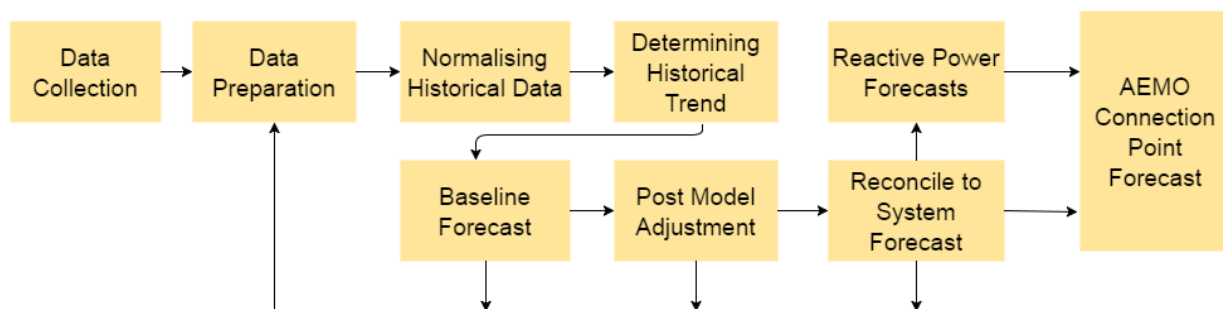 Data
Collection
Data
Preparation
Normalising
Historical Data
Determining
Historical
Trend
Reactive Power
Forecasts
AEMO
Connection
Point
Forecast
Baseline
Forecast
Post Model
Adjustment
Reconcile to
System
Forecast